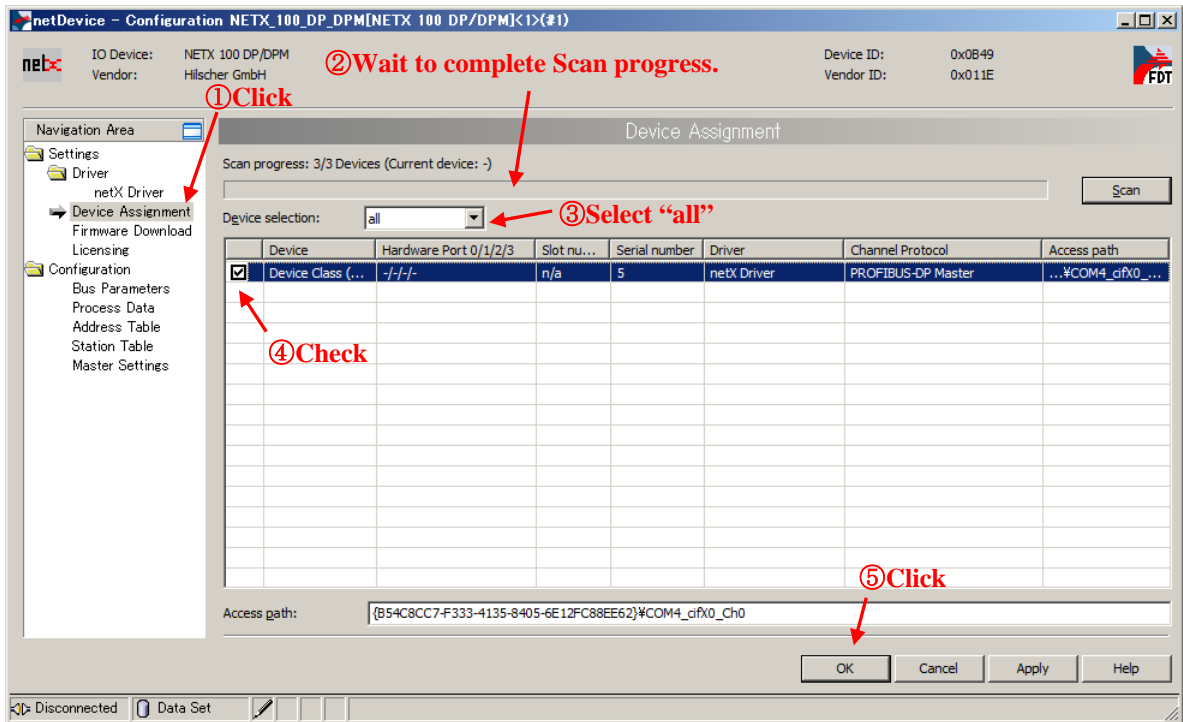 netDevice - Configuration NETX_100_DP_DPM[NETX 100 DP/DPM]<1>(#1)
netx
IO Device: NETX 100 DP/DPM
Vendor: Hilscher GmbH
Device ID: 0x0B49
Vendor ID: 0x011E
FDT
②Wait to complete Scan progress.
①Click
Navigation Area
Settings
Driver
netX Driver
Device Assignment
Firmware Download
Licensing
Configuration
Bus Parameters
Process Data
Address Table
Station Table
Master Settings
Device Assignment
Scan progress: 3/3 Devices (Current device: -)
Scan
Device selection: all
③Select “all”
Device Hardware Port 0/1/2/3 Slot nu... Serial number Driver Channel Protocol Access path
Device Class (... -/-/-/- n/a 5 netX Driver PROFIBUS-DP Master ...¥COM4_cifX0_...
④Check
⑤Click
Access path: {B54C8CC7-F333-4135-8405-6E12FC88EE62}¥COM4_cifX0_Ch0
OK Cancel Apply Help
Disconnected Data Set